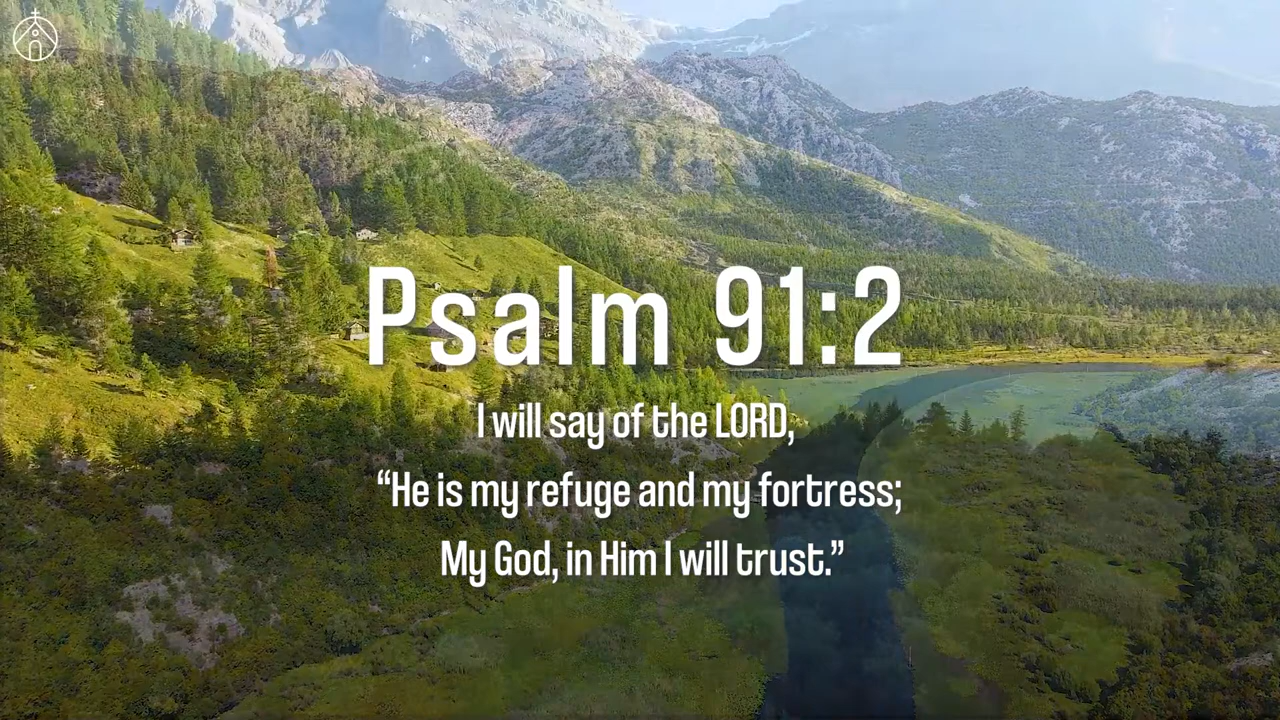 Psalm 91:2
I will say of the LORD,
“He is my refuge and my fortress;
My God, in Him I will trust.”